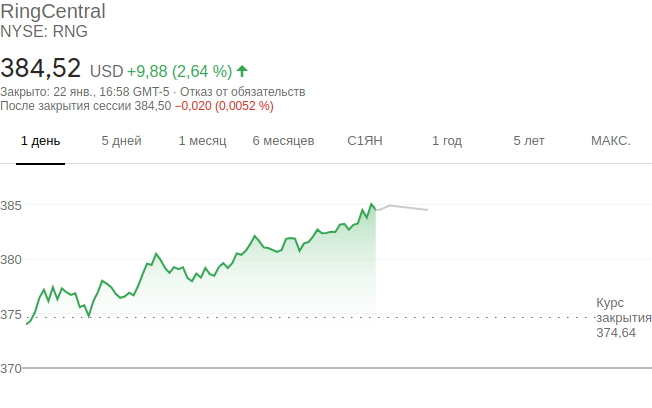 RingCentral
NYSE: RNG
384,52 USD +9,88 (2,64 %)
Закрыто: 22 янв., 16:58 GMT-5 · Отказ от обязательств
После закрытия сессии 384,50 −0,020 (0,0052 %)
1 день 5 дней 1 месяц 6 месяцев С1ЯН 1 год 5 лет МАКС.
385
380
375
370
Курс
закрытия
374,64